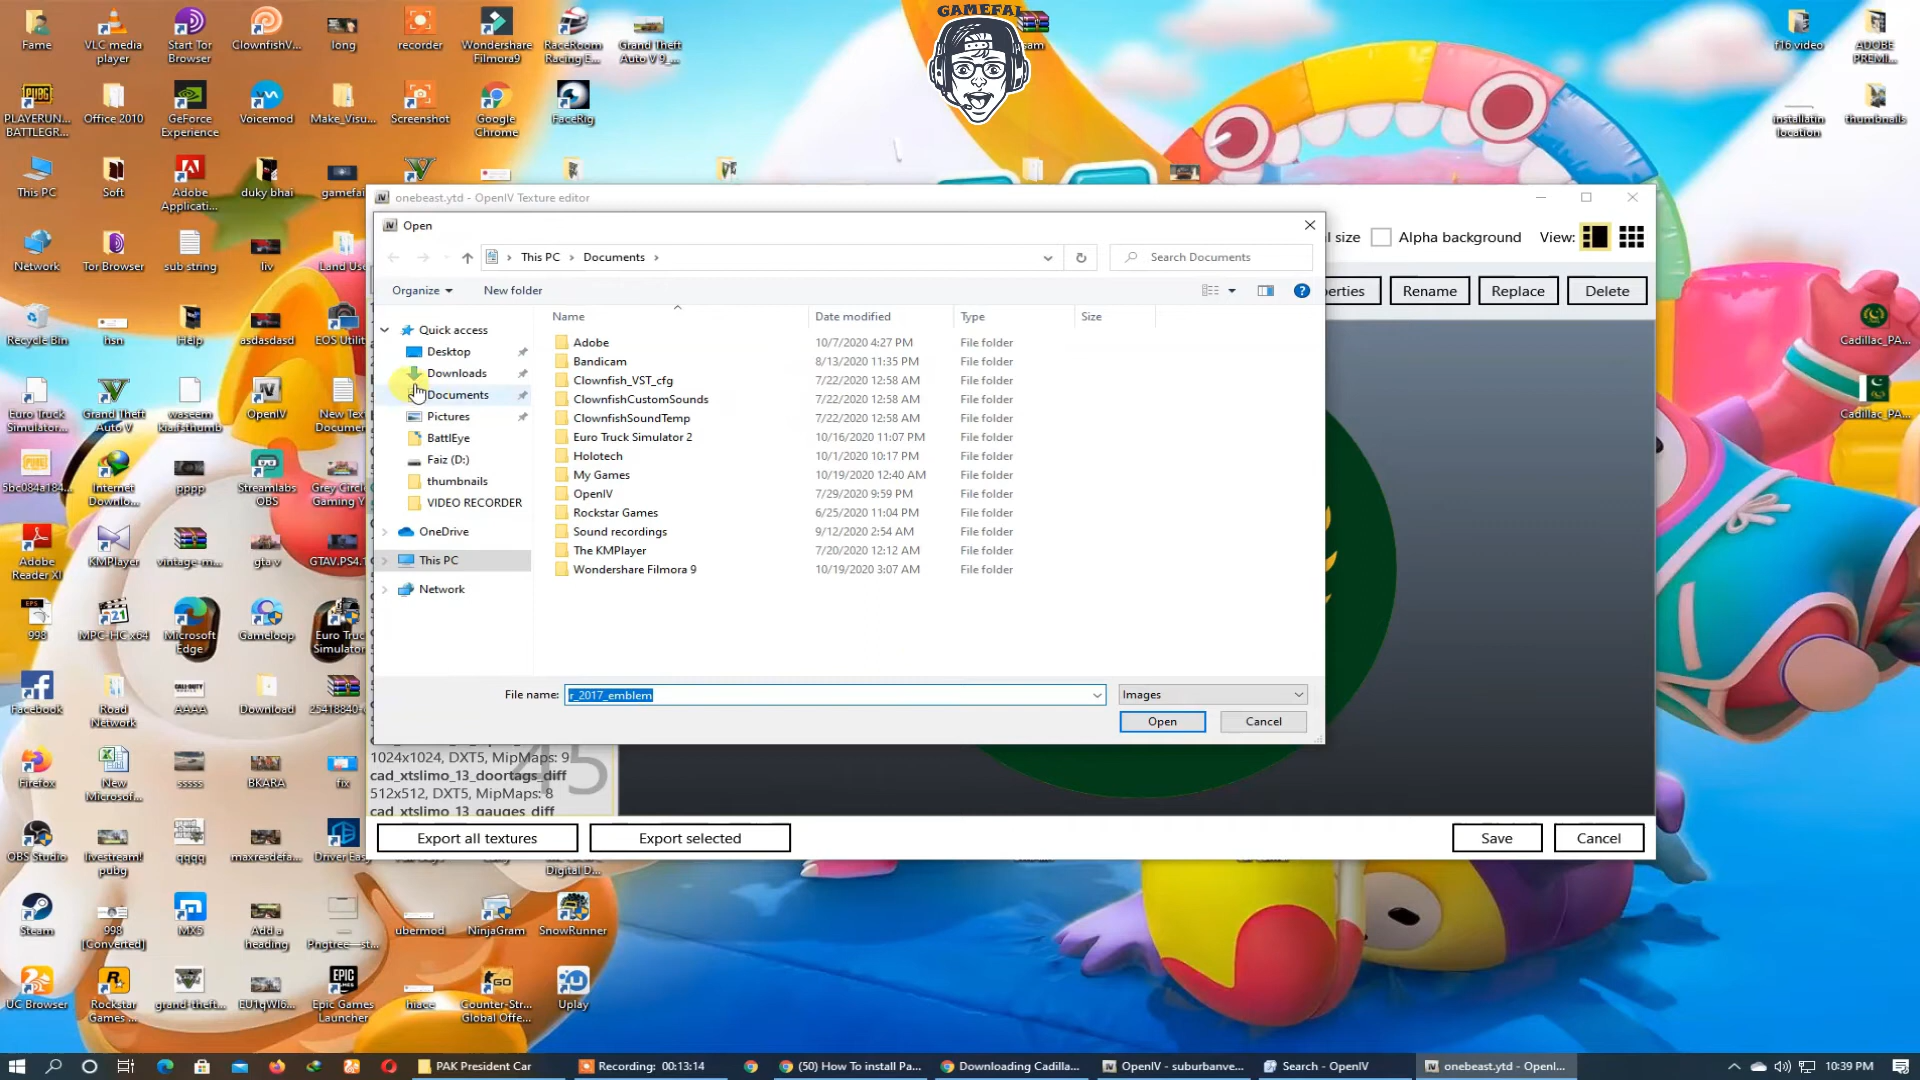 GAMEFAI
Fame
VLC media player
Start Tor Browser
ClownfishV...
long
recorder
Wondershare Filmora9
RaceRoom Racing E...
Grand Theft Auto V 9_...
sam
f16 video
ADOBE PREMI...
PLAYERUN... BATTLEGR...
Office 2010
GeForce Experience
Voicemod
Make_Visu...
Screenshot
Google Chrome
FaceRig
installatin location
thumbnails
This PC
Soft
Adobe Applicati...
duky bhai
gamefai
Network
Tor Browser
sub string
liv
iLand Use
Recycle Bin
hsn
Help
asdasdasd
EOS Utilit
Euro Truck Simulator...
Grand Theft Auto V
waseem kia.fsthumb
OpenIV
New Tex Documen
5bc084a184...
Internet Downlo...
pppp
Streamlabs OBS
Grey Circl Gaming Y
Adobe Reader XI
KMPlayer
vintage-m...
gta v
GTAV.PS4.1
998
MPC-HC.x64
Microsoft Edge
Gameloop
Euro Truc Simulator
Facebook
Road Network
AAAA
Download
25418840-
Firefox
New Microsof...
sssss
BKARA
fix
OBS Studio
livestream! pubg
qqqq
maxresdefa...
Driver Eas
Digital D...
Steam
998 [Converted]
MX5
Add a heading
Pngtree—st...
ubermod
NinjaGram
SnowRunner
UC Browser
Rockstar Games ...
grand-theft...
EU1qWl6...
Epic Games Launcher
hiace
Counter-Str... Global Offe...
Uplay
Cadillac_PA...
Cadillac_PA...
onebeast.ytd - OpenIV Texture editor
l size
Alpha background
View:
perties
Rename
Replace
Delete
Open
This PC › Documents ›
Search Documents
Organize
New folder
Name
Date modified
Type
Size
Quick access
Desktop
Downloads
Documents
Pictures
BattlEye
Faiz (D:)
thumbnails
VIDEO RECORDER
OneDrive
This PC
Network
Adobe 10/7/2020 4:27 PM File folder
Bandicam 8/13/2020 11:35 PM File folder
Clownfish_VST_cfg 7/22/2020 12:58 AM File folder
ClownfishCustomSounds 7/22/2020 12:58 AM File folder
ClownfishSoundTemp 7/22/2020 12:58 AM File folder
Euro Truck Simulator 2 10/16/2020 11:07 PM File folder
Holotech 10/1/2020 10:17 PM File folder
My Games 10/19/2020 12:40 AM File folder
OpenIV 7/29/2020 9:59 PM File folder
Rockstar Games 6/25/2020 11:04 PM File folder
Sound recordings 9/12/2020 2:54 AM File folder
The KMPlayer 7/20/2020 12:12 AM File folder
Wondershare Filmora 9 10/19/2020 3:07 AM File folder
File name: r_2017_emblem
Images
Open
Cancel
45
1024x1024, DXT5, MipMaps: 9
cad_xtslimo_13_doortags_diff
512x512, DXT5, MipMaps: 8
cad_xtslimo_13_gauges_diff
Export all textures
Export selected
Save
Cancel
PAK President Car
Recording: 00:13:14
(50) How To install Pa...
Downloading Cadilla...
OpenIV - suburbanve...
Search - OpenIV
onebeast.ytd - OpenI...
10:39 PM